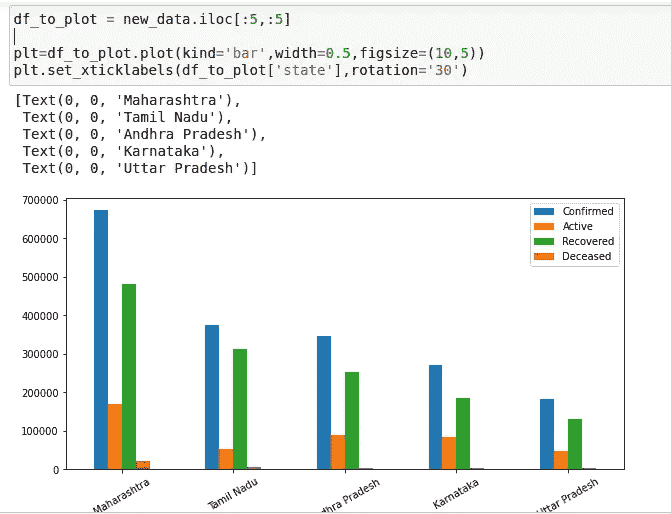 df_to_plot = new_data.iloc[:5,:5]
plt=df_to_plot.plot(kind='bar',width=0.5,figsize=(10,5))
plt.set_xticklabels(df_to_plot['state'],rotation='30')
[Text(0, 0, 'Maharashtra'),
Text(0, 0, 'Tamil Nadu'),
Text(0, 0, 'Andhra Pradesh'),
Text(0, 0, 'Karnataka'),
Text(0, 0, 'Uttar Pradesh')]
700000
600000
500000
400000
300000
200000
100000
0
Confirmed
Active
Recovered
Deceased
Maharashtra
Tamil Nadu
dhra Pradesh
Karnataka
Uttar Pradesh